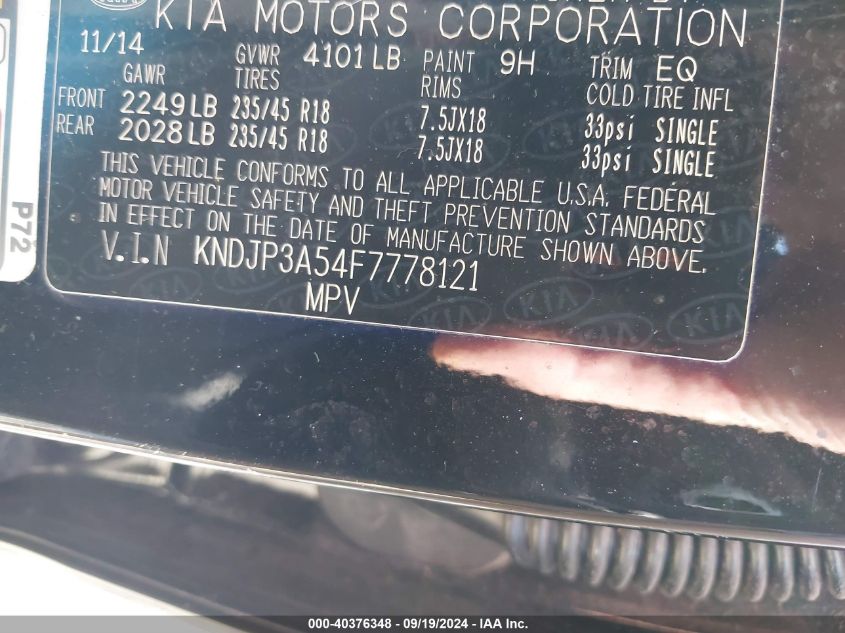 KIA MOTORS CORPORATION
11/14 GVWR 4101 LB PAINT 9H TRIM EQ
GAWR TIRES RIMS COLD TIRE INFL
FRONT 2249 LB 235/45 R18 7.5JX18 33psi SINGLE
REAR 2028 LB 235/45 R18 7.5JX18 33psi SINGLE
THIS VEHICLE CONFORMS TO ALL APPLICABLE U.S.A. FEDERAL
MOTOR VEHICLE SAFETY AND THEFT PREVENTION STANDARDS
IN EFFECT ON THE DATE OF MANUFACTURE SHOWN ABOVE.
V.I.N KNDJP3A54F7778121
MPV
P72
000-40376348 - 09/19/2024 - IAA Inc.